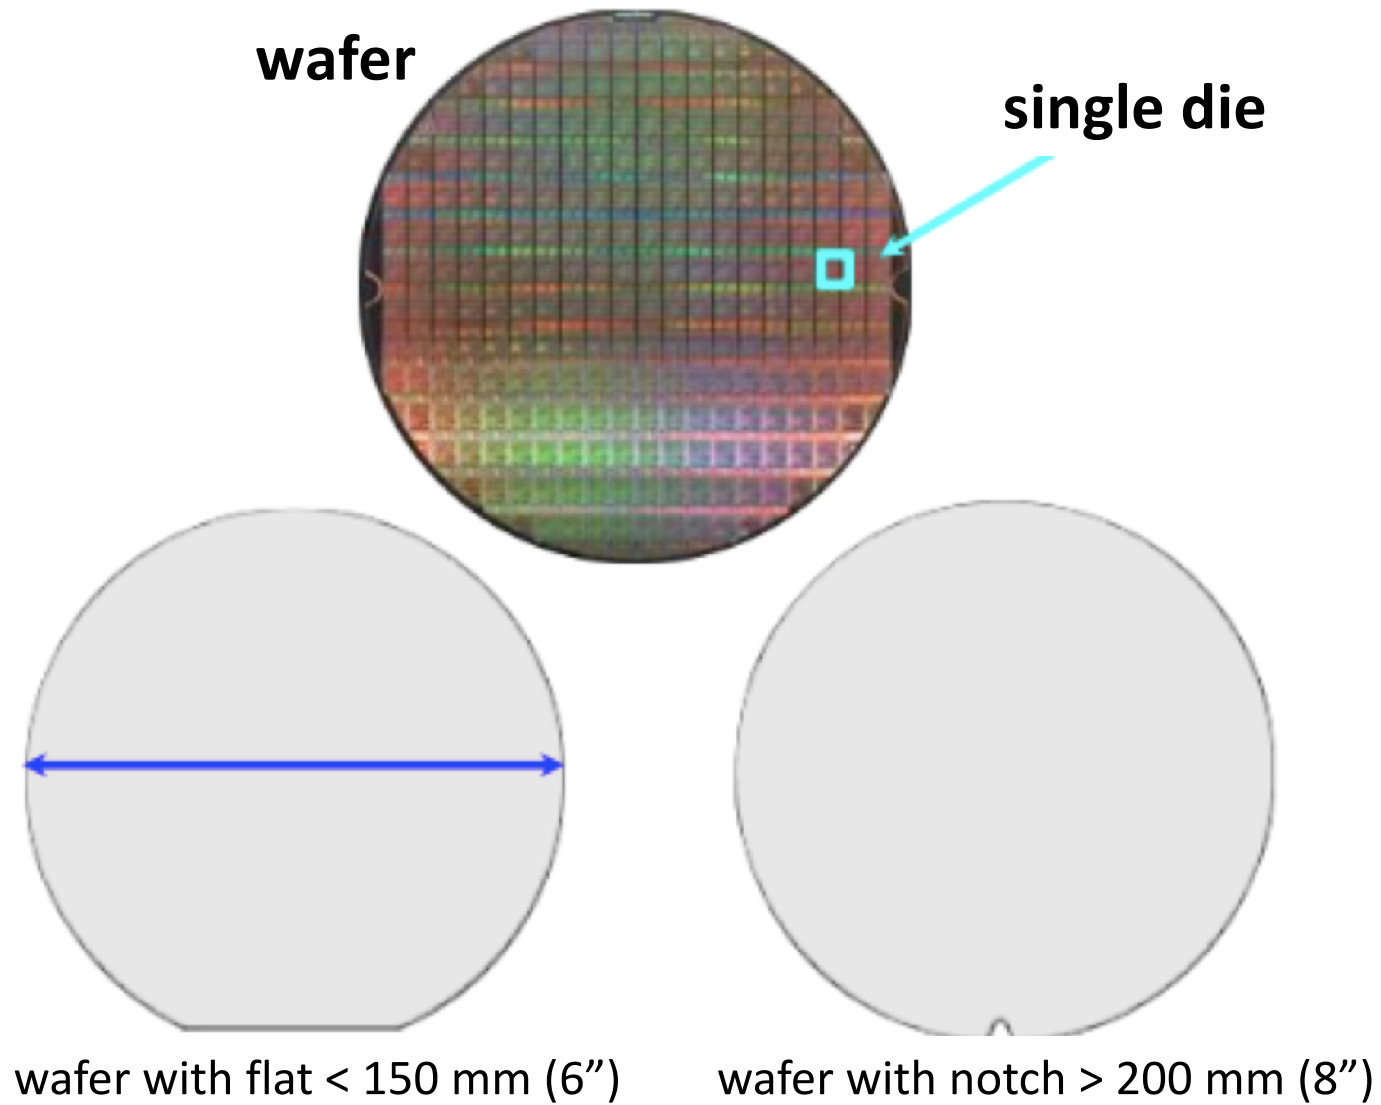 wafer
single die
wafer with flat < 150 mm (6”)
wafer with notch > 200 mm (8”)